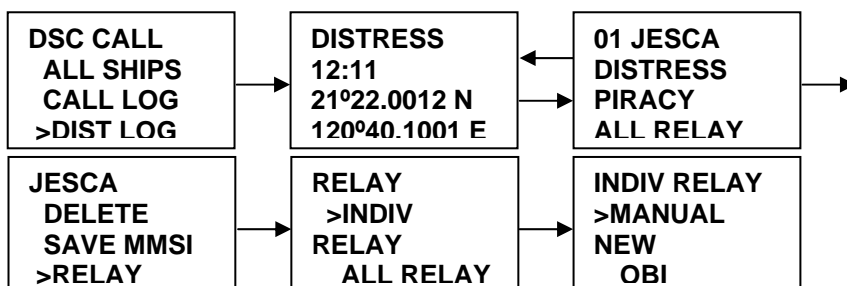 DSC CALL
ALL SHIPS
CALL LOG
>DIST LOG
DISTRESS
12:11
21º22.0012 N
120º40.1001 E
01 JESCA
DISTRESS
PIRACY
ALL RELAY
JESCA
DELETE
SAVE MMSI
>RELAY
RELAY
>INDIV
RELAY
ALL RELAY
INDIV RELAY
>MANUAL
NEW
OBI